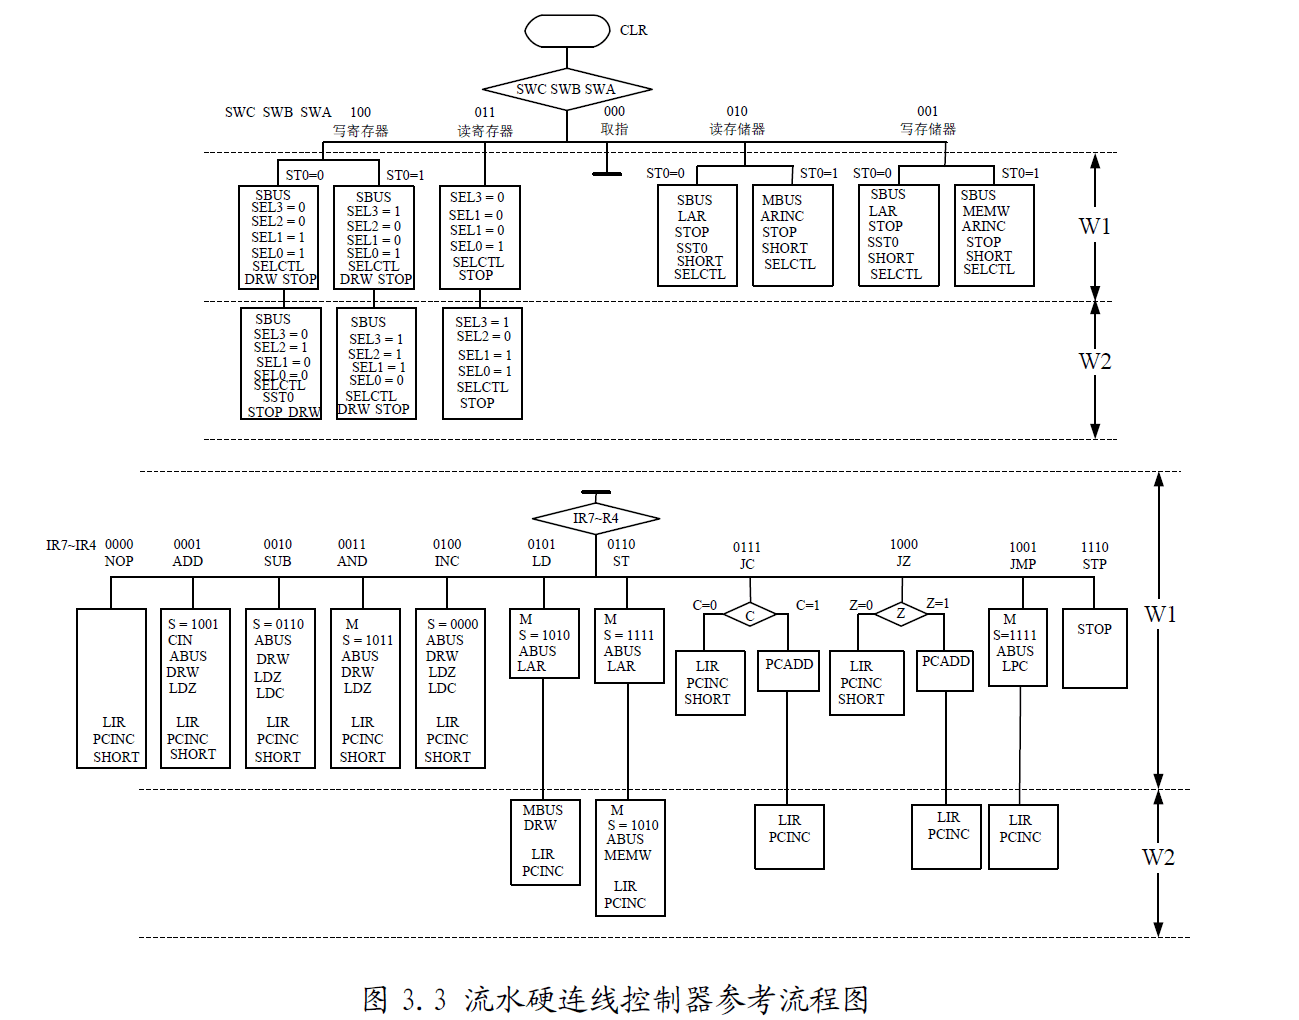 CLR
SWC SWB SWA
SWC SWB SWA 100
写寄存器
011
读寄存器
000
取指
010
读存储器
001
写存储器
ST0=0
SBUS
SEL3 = 0
SEL2 = 0
SEL1 = 1
SEL0 = 1
SELCTL
DRW STOP
ST0=1
SBUS
SEL3 = 1
SEL2 = 0
SEL1 = 0
SEL0 = 1
SELCTL
DRW STOP
SEL3 = 0
SEL1 = 0
SEL1 = 0
SEL0 = 1
SELCTL
STOP
ST0=0
SBUS
LAR
STOP
SST0
SHORT
SELCTL
ST0=1
MBUS
ARINC
STOP
SHORT
SELCTL
ST0=0
SBUS
LAR
STOP
SST0
SHORT
SELCTL
ST0=1
SBUS
MEMW
ARINC
STOP
SHORT
SELCTL
W1
SBUS
SEL3 = 0
SEL2 = 1
SEL1 = 0
SEL0 = 0
SELCTL
SST0
STOP DRW
SBUS
SEL3 = 1
SEL2 = 1
SEL1 = 1
SEL0 = 0
SELCTL
DRW STOP
SEL3 = 1
SEL2 = 0
SEL1 = 1
SEL0 = 1
SELCTL
STOP
W2
IR7~R4
IR7~IR4
0000
NOP
0001
ADD
0010
SUB
0011
AND
0100
INC
0101
LD
0110
ST
0111
JC
1000
JZ
1001
JMP
1110
STP
LIR
PCINC
SHORT
S = 1001
CIN
ABUS
DRW
LDZ
LIR
PCINC
SHORT
S = 0110
ABUS
DRW
LDZ
LDC
LIR
PCINC
SHORT
M
S = 1011
ABUS
DRW
LDZ
LIR
PCINC
SHORT
S = 0000
ABUS
DRW
LDZ
LDC
LIR
PCINC
SHORT
M
S = 1010
ABUS
LAR
M
S = 1111
ABUS
LAR
C=0
C
C=1
LIR
PCINC
SHORT
PCADD
Z=0
Z
Z=1
LIR
PCINC
SHORT
PCADD
M
S=1111
ABUS
LPC
STOP
W1
MBUS
DRW
LIR
PCINC
M
S = 1010
ABUS
MEMW
LIR
PCINC
LIR
PCINC
LIR
PCINC
LIR
PCINC
W2
图 3.3 流水硬连线控制器参考流程图